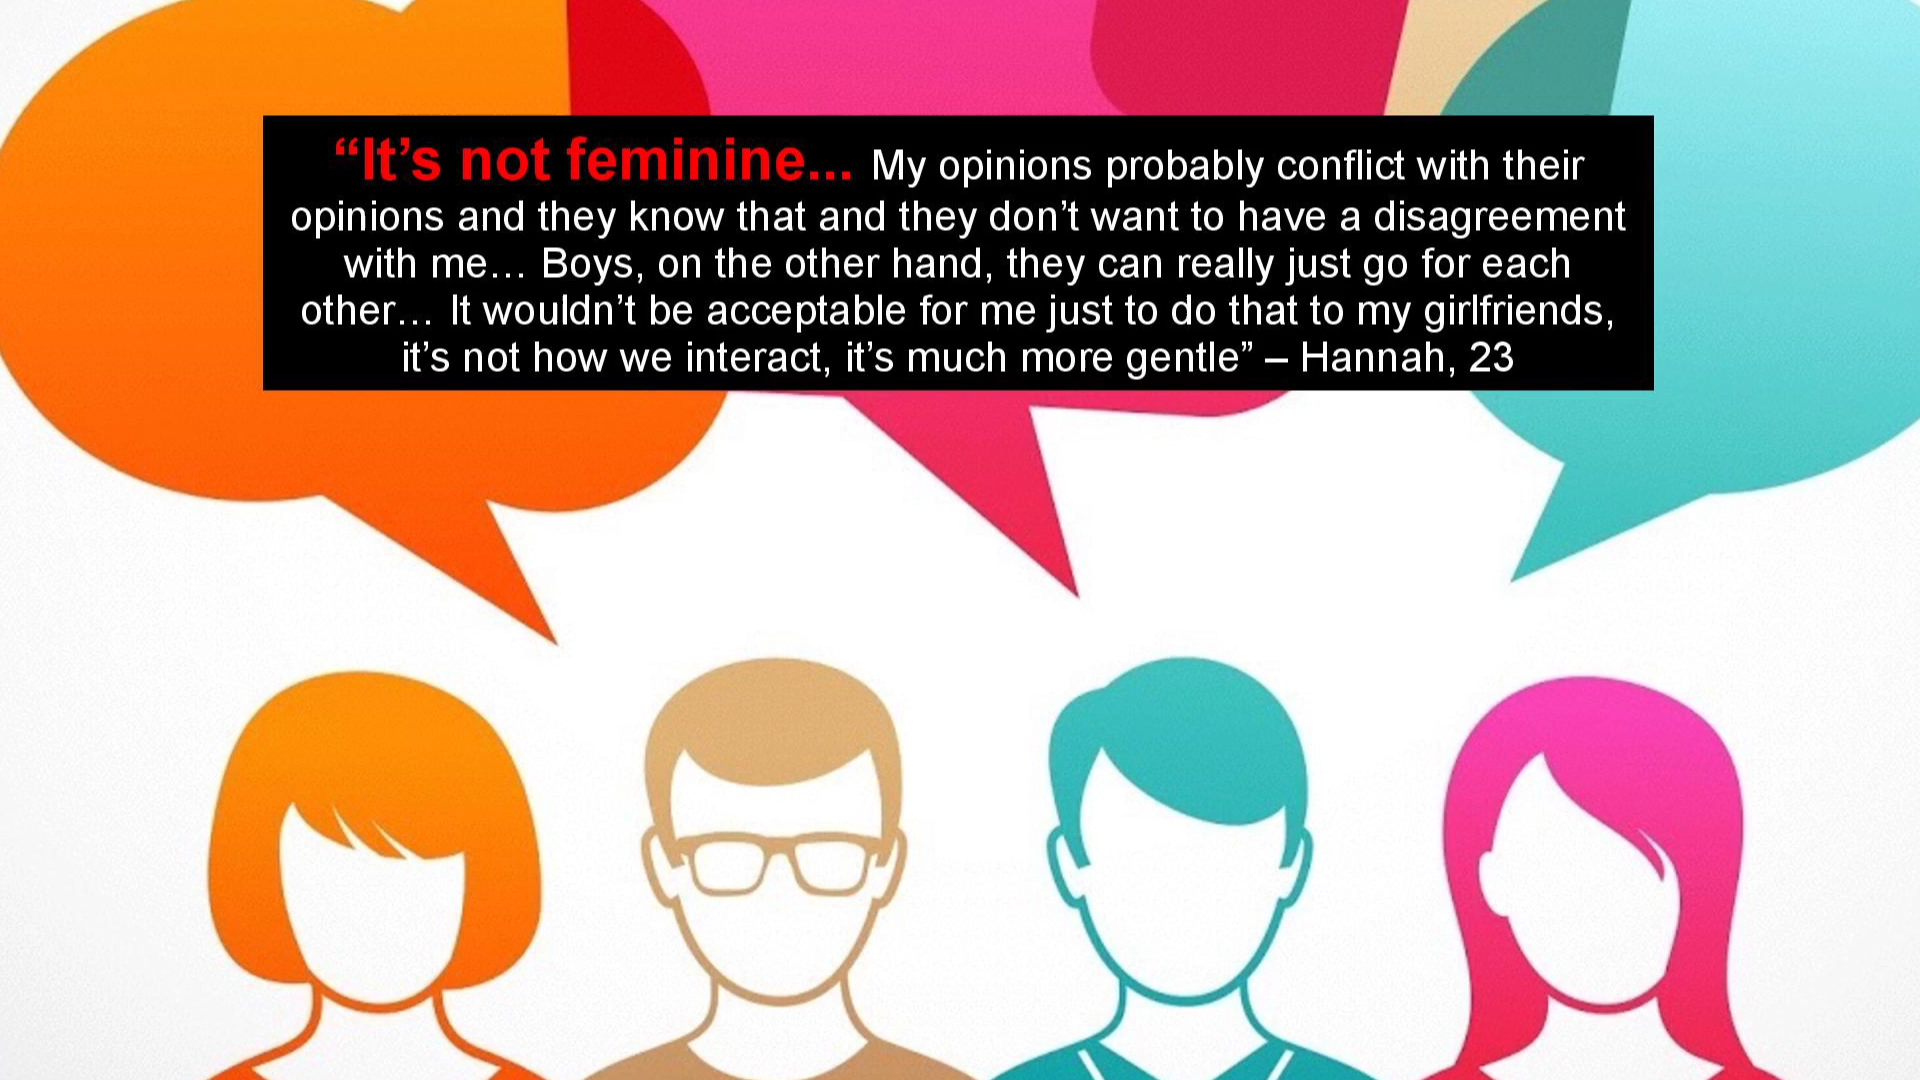 “It’s not feminine... My opinions probably conflict with their
opinions and they know that and they don’t want to have a disagreement
with me… Boys, on the other hand, they can really just go for each
other… It wouldn’t be acceptable for me just to do that to my girlfriends,
it’s not how we interact, it’s much more gentle” – Hannah, 23